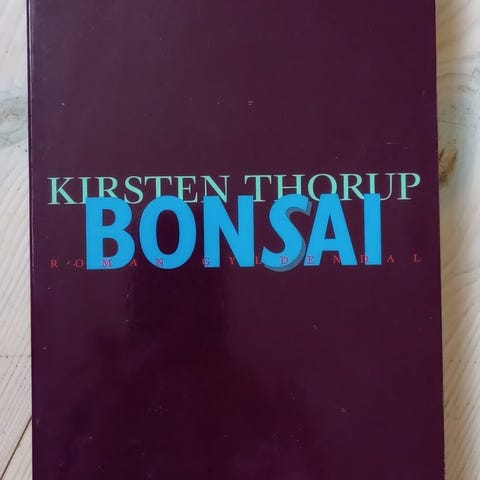 KIRSTEN THORUP
BONSAI
ROMAN GYLDENDAL